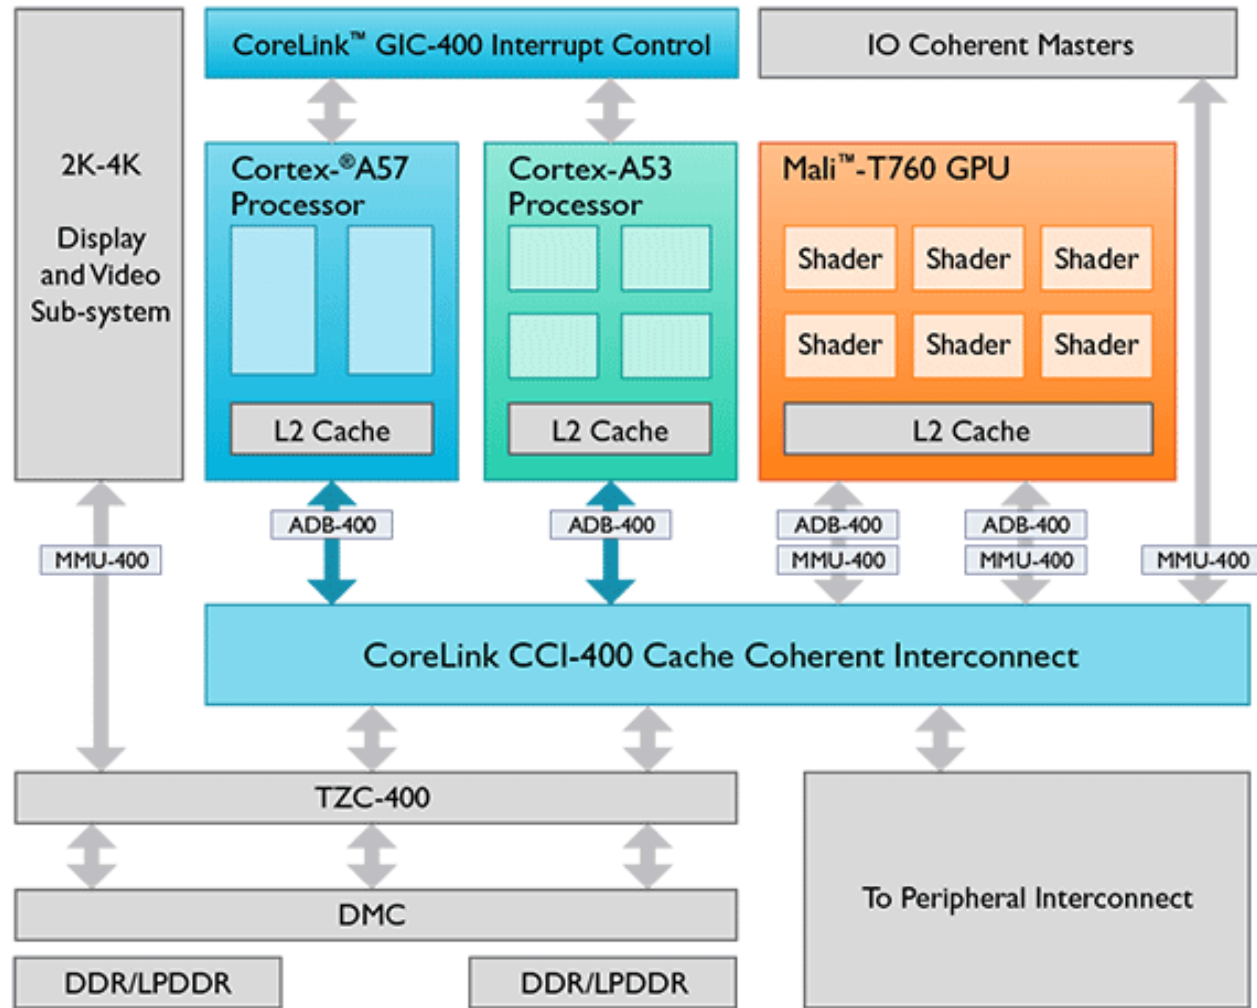 CoreLink™ GIC-400 Interrupt Control
IO Coherent Masters
2K-4K
Display
and Video
Sub-system
Cortex-®A57
Processor
L2 Cache
Cortex-A53
Processor
L2 Cache
Mali™-T760 GPU
Shader
Shader
Shader
Shader
Shader
Shader
L2 Cache
MMU-400
ADB-400
ADB-400
ADB-400
MMU-400
ADB-400
MMU-400
MMU-400
CoreLink CCI-400 Cache Coherent Interconnect
TZC-400
DMC
DDR/LPDDR
DDR/LPDDR
To Peripheral Interconnect